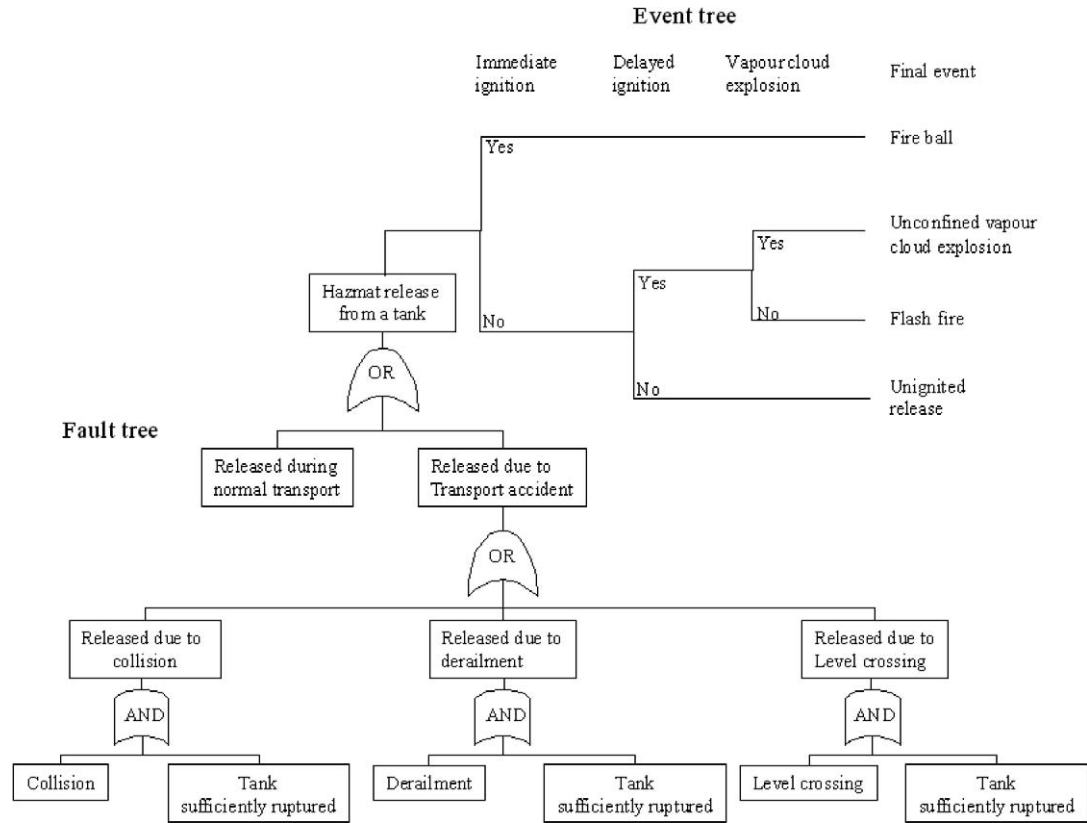 Event tree
Immediate
ignition
Delayed
ignition
Vapour cloud
explosion
Final event
Yes
Fire ball
Yes
Unconfined vapour
cloud explosion
Yes
Hazmat release
from a tank
No
No
Flash fire
OR
No
Unignited
release
Fault tree
Released during
normal transport
Released due to
Transport accident
OR
Released due to
collision
Released due to
derailment
Released due to
Level crossing
AND
AND
AND
Collision
Tank
sufficiently ruptured
Derailment
Tank
sufficiently ruptured
Level crossing
Tank
sufficiently ruptured